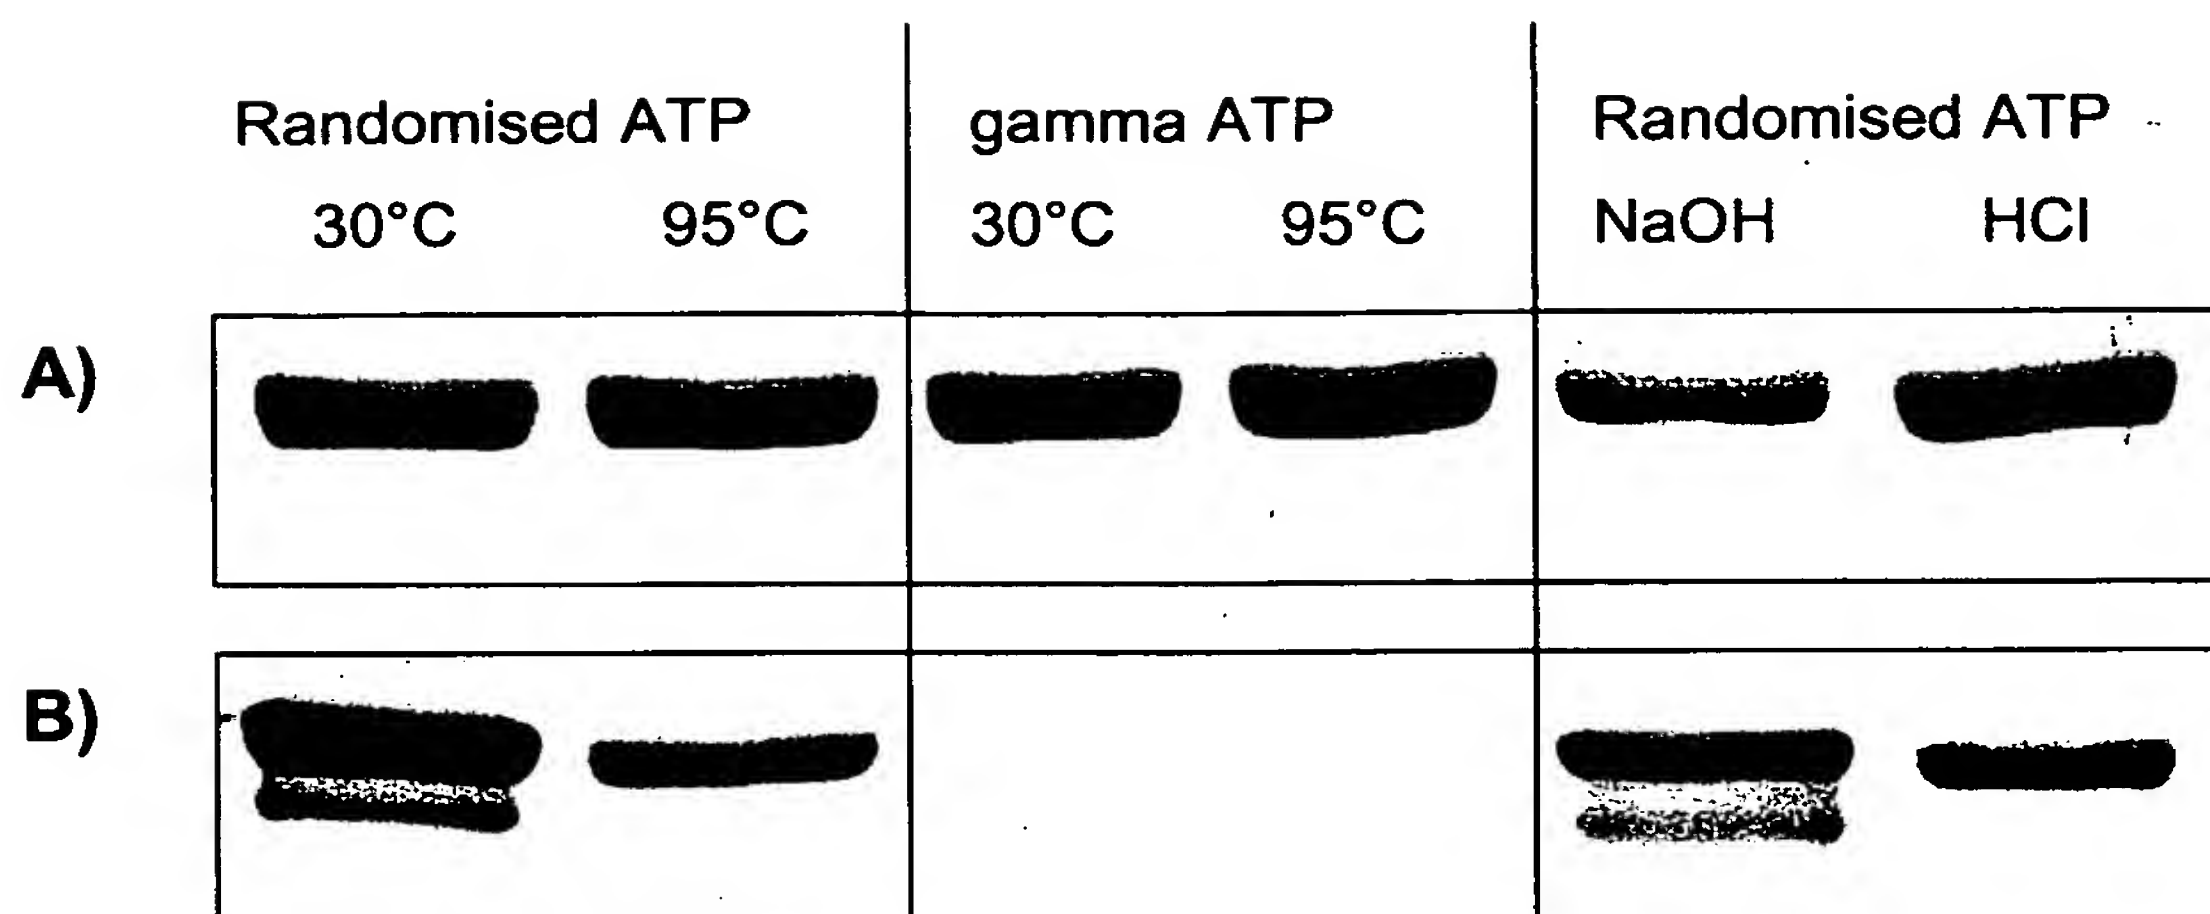 Randomised ATP gamma ATP Randomised ATP
30°C 95°C 30°C 95°C NaOH HCl
A)
B)